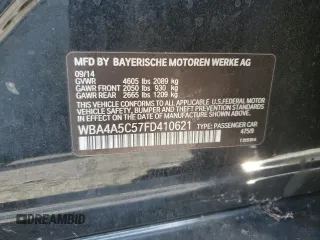 MFD BY BAYERISCHE MOTOREN WERKE AG
09/14
GVWR 4605 lbs 2089 kg
GAWR FRONT 2050 lbs 930 kg
GAWR REAR 2665 lbs 1209 kg
THIS VEHICLE CONFORMS TO ALL APPLICABLE
U.S. FEDERAL MOTOR VEHICLE SAFETY, BUMPER,
AND THEFT PREVENTION STANDARDS IN EFFECT
ON THE DATE OF MANUFACTURE SHOWN ABOVE.
WBA4A5C57FD410621 TYPE: PASSENGER CAR
475/8
DREAMBID